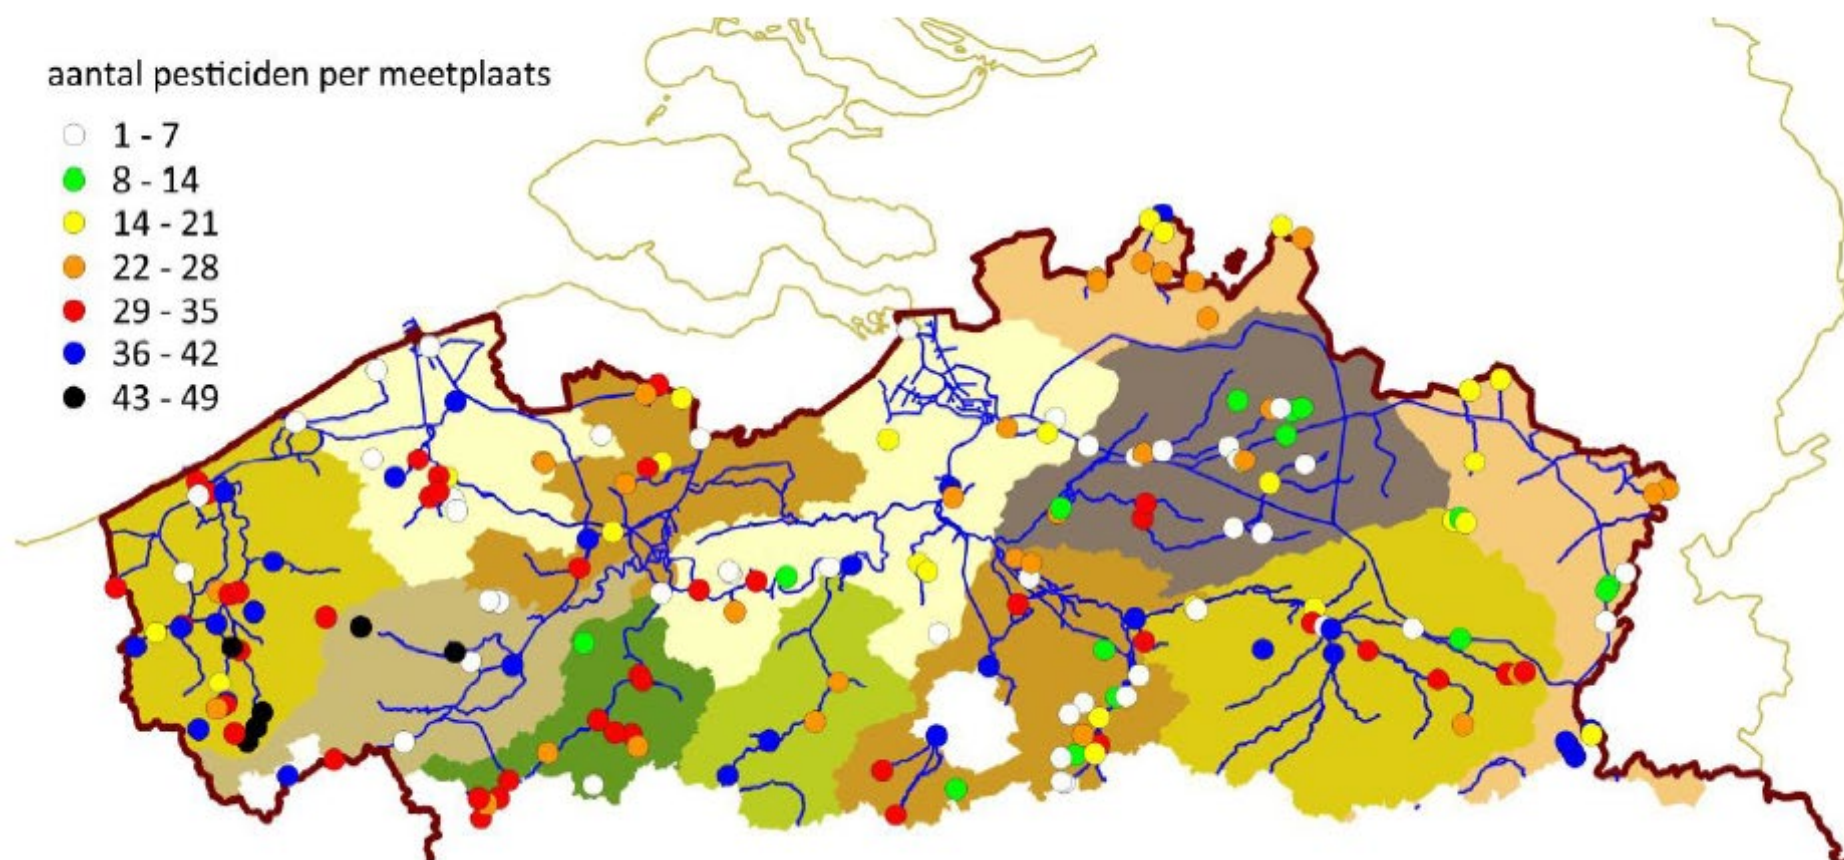 aantal pesticiden per meetplaats
1 - 7
8 - 14
14 - 21
22 - 28
29 - 35
36 - 42
43 - 49